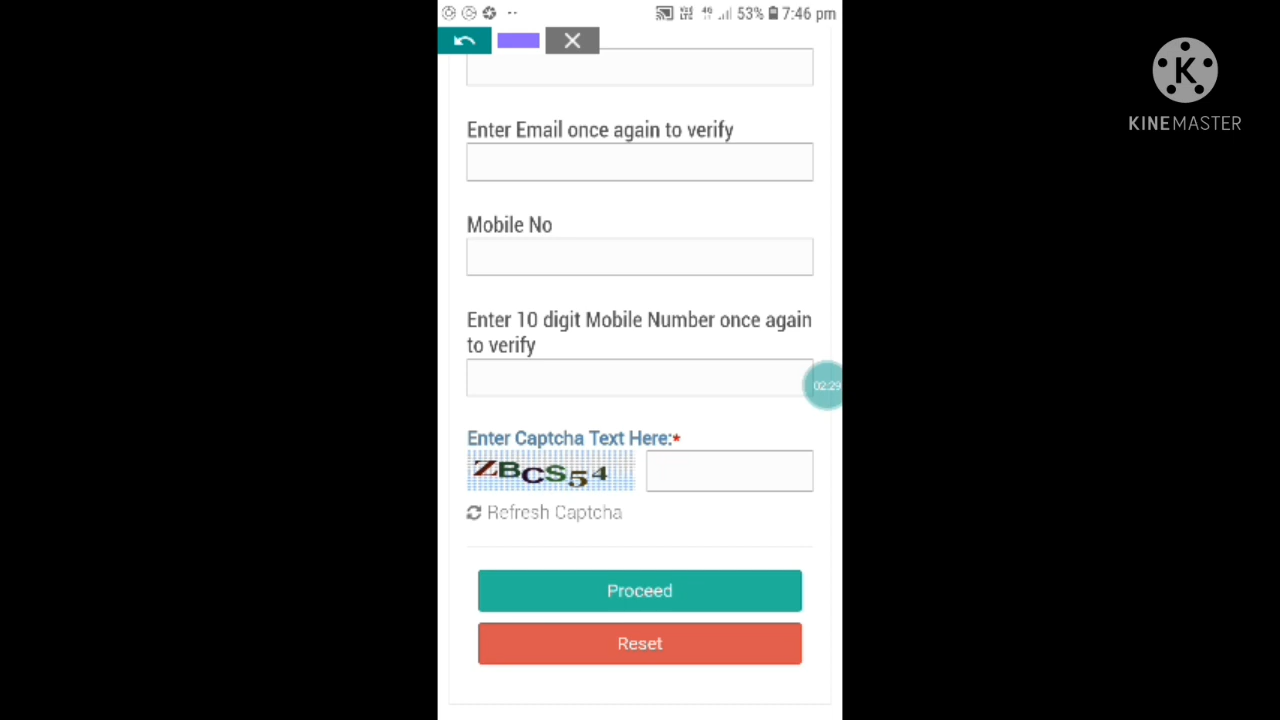 53% 7:46 pm
K
KINEMASTER
Enter Email once again to verify
Mobile No
Enter 10 digit Mobile Number once again
to verify
02:29
Enter Captcha Text Here:*
ZBCS54
Refresh Captcha
Proceed
Reset